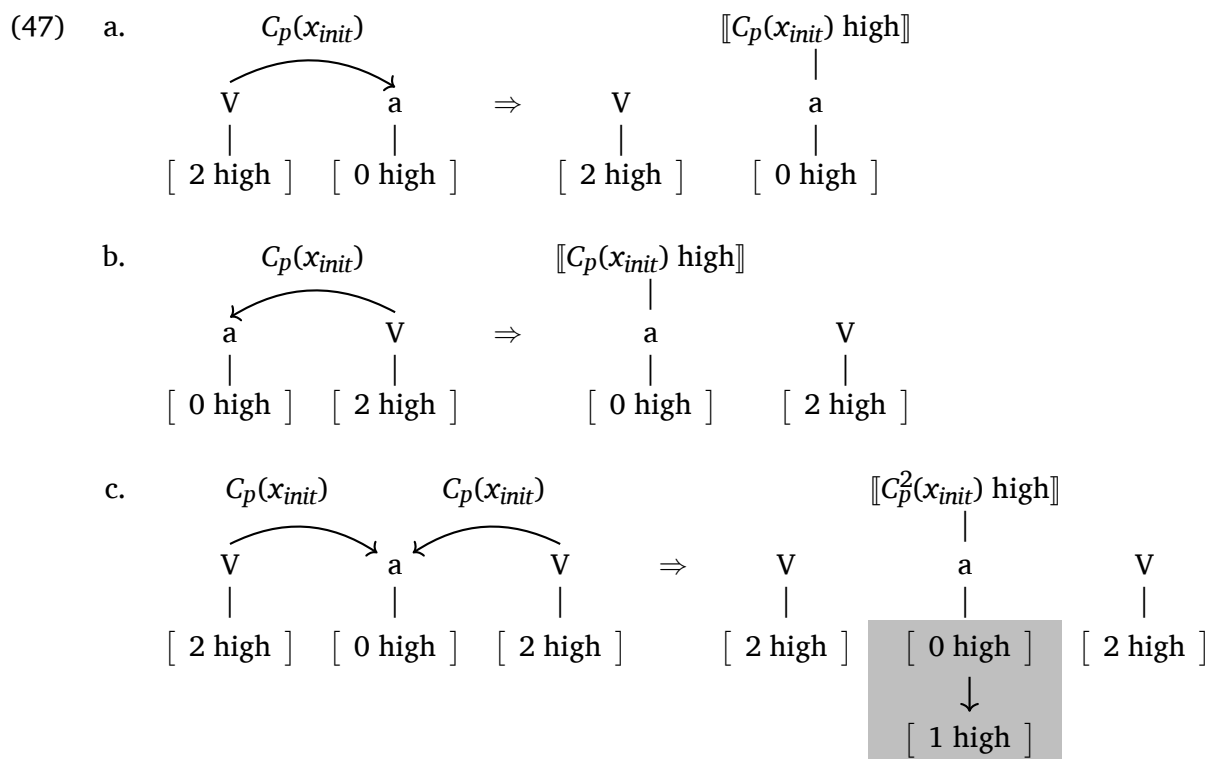 (47) a. Cp(xinit) ⟦Cp(xinit) high⟧
V a ⇒ V a
[ 2 high ] [ 0 high ] [ 2 high ] [ 0 high ]
b. Cp(xinit) ⟦Cp(xinit) high⟧
a V ⇒ a V
[ 0 high ] [ 2 high ] [ 0 high ] [ 2 high ]
c. Cp(xinit) Cp(xinit) ⟦C²p(xinit) high⟧
V a V ⇒ V a V
[ 2 high ] [ 0 high ] [ 2 high ] [ 2 high ] [ 0 high ] [ 2 high ]
↓
[ 1 high ]